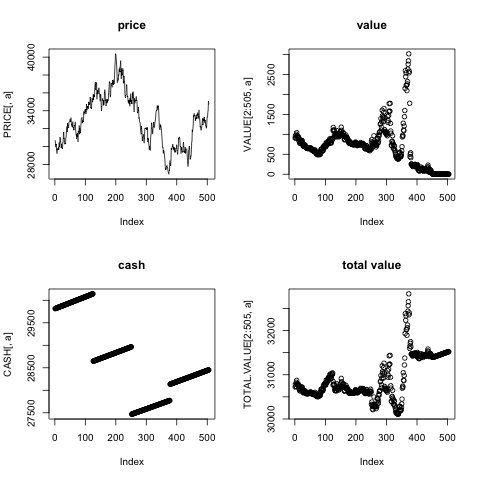 price
PRICE[, a]
28000 34000 40000
0 100 200 300 400 500
Index
value
VALUE[2:505, a]
0 500 1500 2500
0 100 200 300 400 500
Index
cash
CASH[, a]
27500 28500 29500
0 100 200 300 400 500
Index
total value
TOTAL.VALUE[2:505, a]
30000 31000 32000
0 100 200 300 400 500
Index